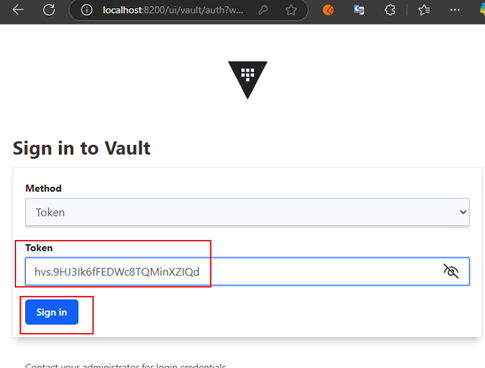 localhost:8200/ui/vault/auth?w...
Sign in to Vault
Method
Token
Token
hvs.9HJ3Ik6fFEDWc8TQMinXZIQd
Sign in
Contact your administrator for login credentials